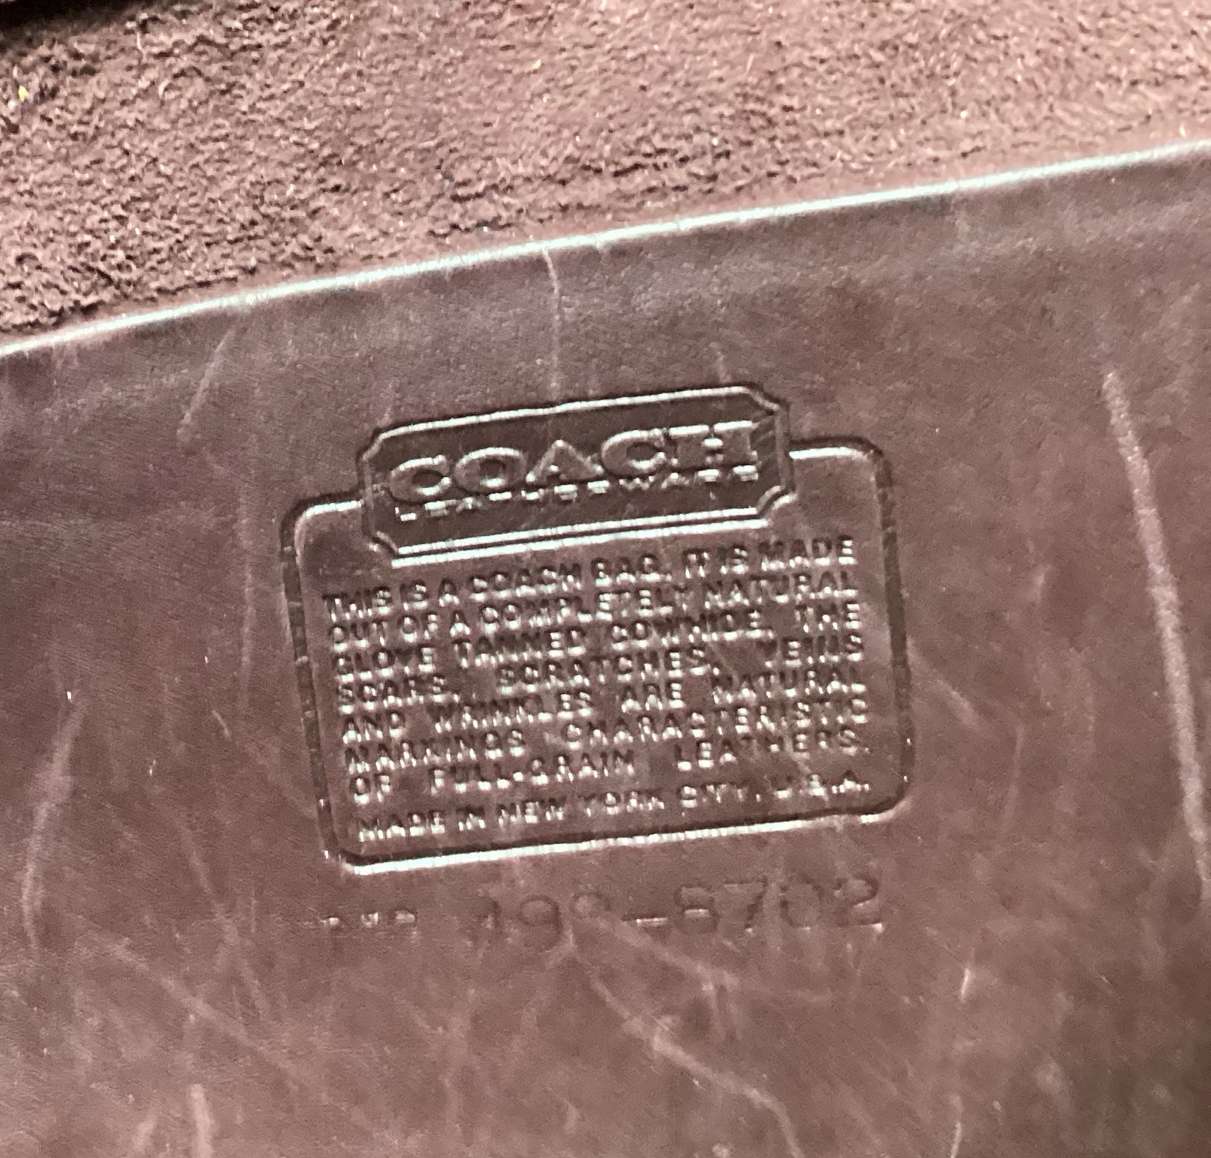 COACH
LEATHERWARE
THIS IS A COACH BAG. IT IS MADE
OUT OF A COMPLETELY NATURAL
GLOVE TANNED COWHIDE. THE
SCARS, SCRATCHES, VEINS
AND WRINKLES ARE NATURAL
MARKINGS CHARACTERISTIC
OF FULL-GRAIN LEATHERS.
MADE IN NEW YORK CITY, U.S.A.